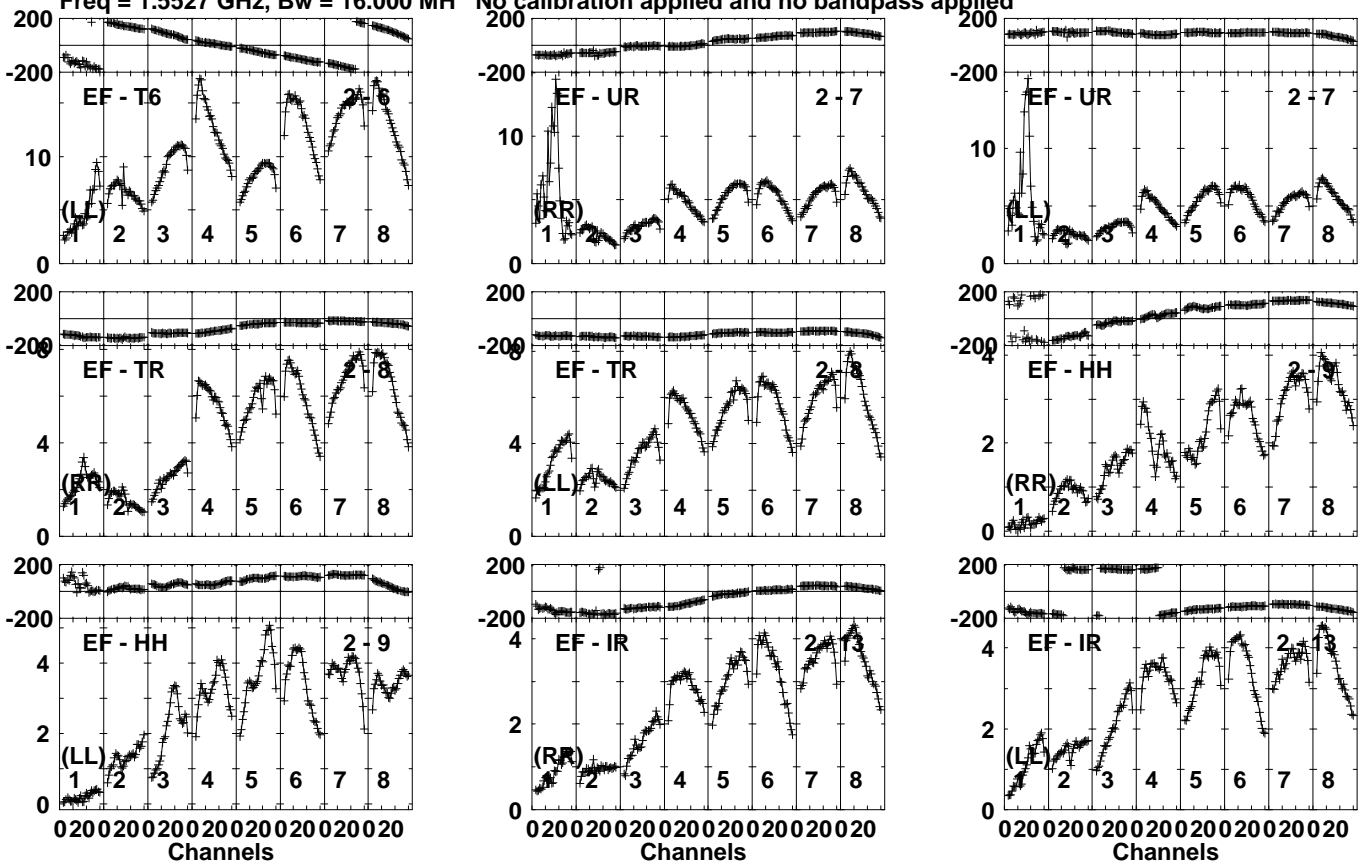 Freq = 1.5527 GHz, Bw = 16.000 MH No calibration applied and no bandpass applied
200
-200
EF - T6 2 - 6
10
(LL)
1 2 3 4 5 6 7 8
0
EF - UR 2 - 7
10
(RR)
1 2 3 4 5 6 7 8
0
200
-200
EF - UR 2 - 7
10
(LL)
1 2 3 4 5 6 7 8
0
200
-200
8
EF - TR 2 - 8
4
(RR)
1 2 3 4 5 6 7 8
0
8
EF - TR 2 - 8
4
(LL)
1 2 3 4 5 6 7 8
0
200
-200
4
EF - HH 2 - 9
2
(RR)
1 2 3 4 5 6 7 8
0
200
-200
EF - HH 2 - 9
4
2
(LL)
1 2 3 4 5 6 7 8
0
0 20 0 20 0 20 0 20 0 20 0 20 0 20 0 20
Channels
200
-200
4
EF - IR 2 - 13
2
(RR)
1 2 3 4 5 6 7 8
0
0 20 0 20 0 20 0 20 0 20 0 20 0 20 0 20
Channels
200
-200
EF - IR 2 - 13
4
2
(LL)
1 2 3 4 5 6 7 8
0
0 20 0 20 0 20 0 20 0 20 0 20 0 20 0 20
Channels